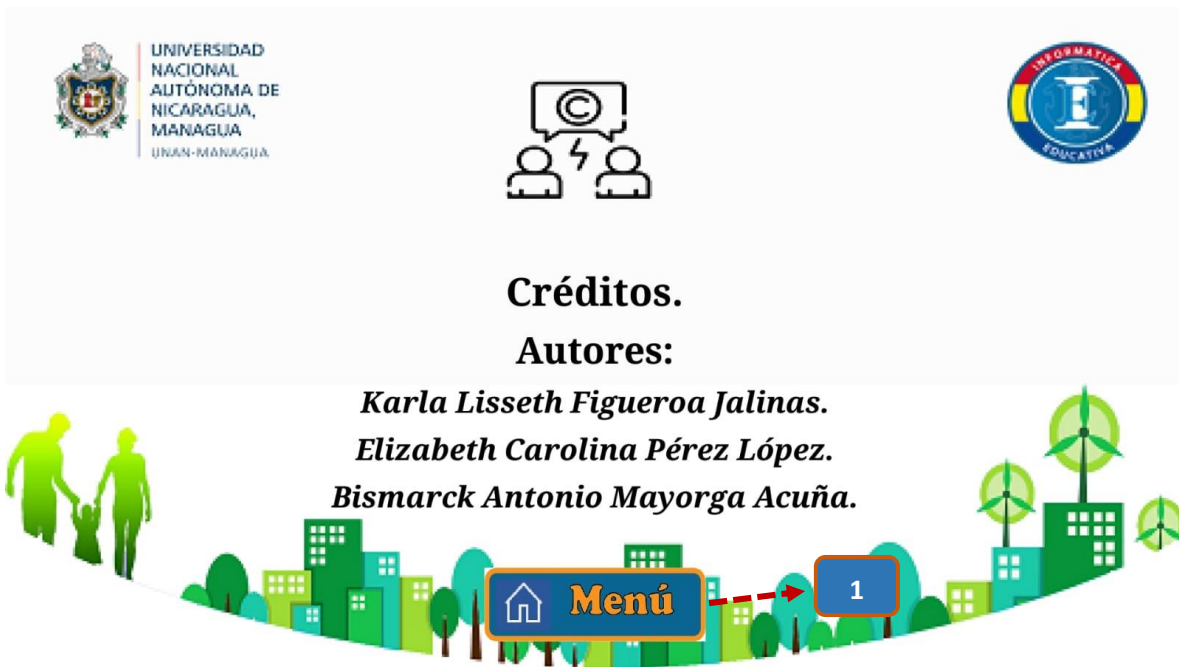 UNIVERSIDAD
NACIONAL
AUTÓNOMA DE
NICARAGUA,
MANAGUA
UNAN-MANAGUA
©
INFORMATICA
E
EDUCATIVA
Créditos.
Autores:
Karla Lisseth Figueroa Jalinas.
Elizabeth Carolina Pérez López.
Bismarck Antonio Mayorga Acuña.
Menú
1